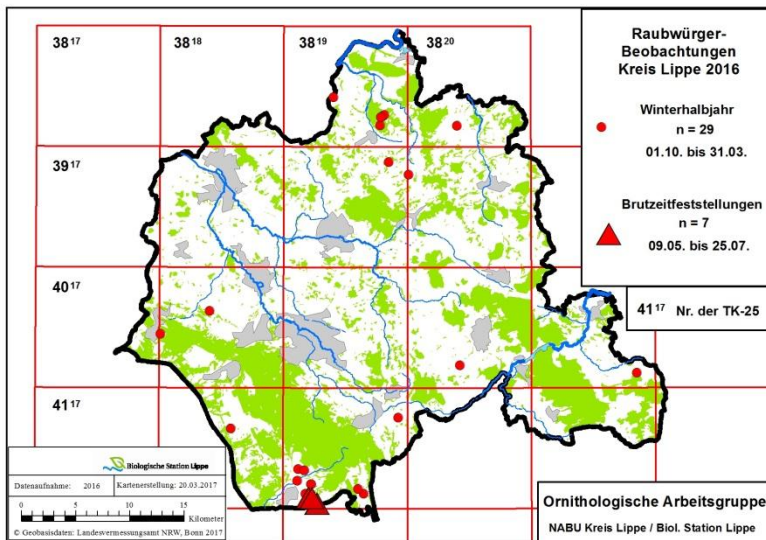 38 17
38 18
38 19
38 20
39 17
40 17
41 17
Raubwürger-
Beobachtungen
Kreis Lippe 2016
Winterhalbjahr
n = 29
01.10. bis 31.03.
Brutzeitfeststellungen
n = 7
09.05. bis 25.07.
41 17 Nr. der TK-25
Biologische Station Lippe
Datenaufnahme: 2016
Kartenerstellung: 20.03.2017
0 5 10 15
Kilometer
© Geobasisdaten: Landesvermessungsamt NRW, Bonn 2017
Ornithologische Arbeitsgruppe
NABU Kreis Lippe / Biol. Station Lippe